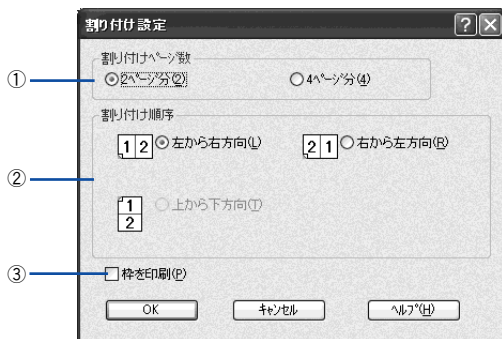 割り付け設定
割り付けﾍﾟｰｼﾞ数
① 2ﾍﾟｰｼﾞ分(2) 4ﾍﾟｰｼﾞ分(4)
割り付け順序
1 2 左から右方向(L) 2 1 右から左方向(R)
②
1 上から下方向(T)
2
③ 枠を印刷(P)
OK ｷｬﾝｾﾙ ﾍﾙﾌﾟ(H)